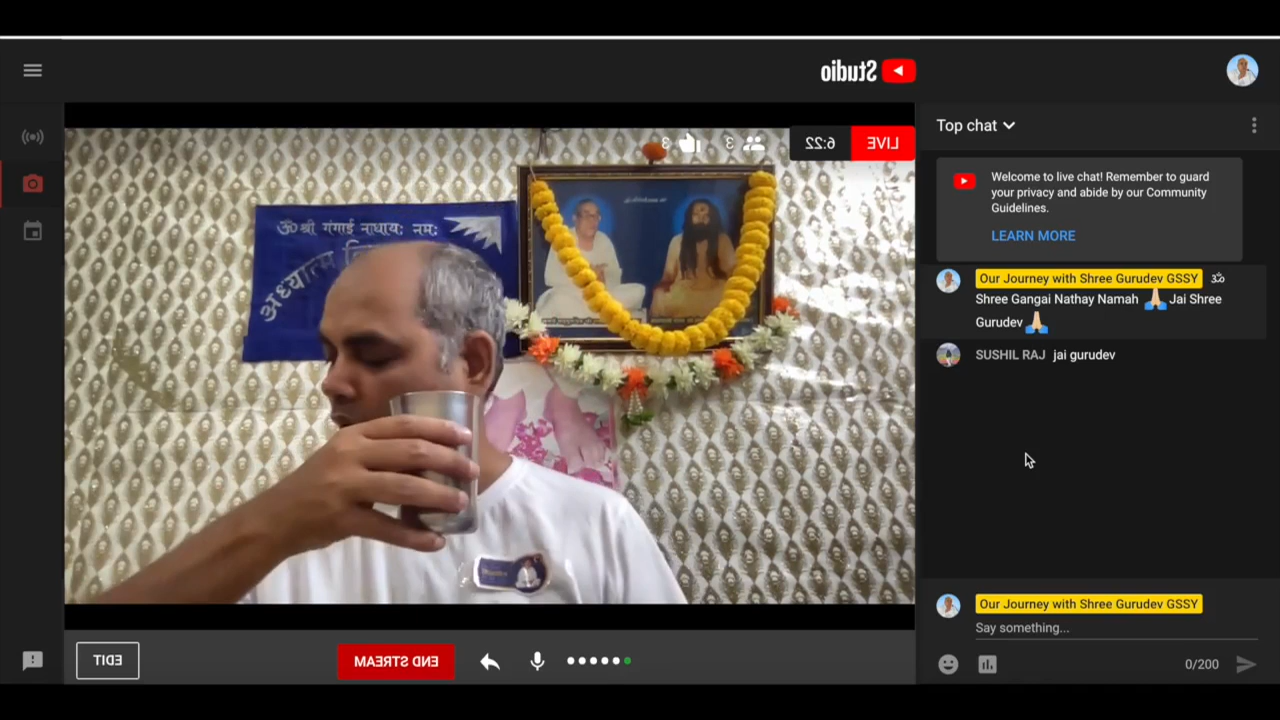 Studio
Top chat
LIVE
6:22
3
3
Welcome to live chat! Remember to guard
your privacy and abide by our Community
Guidelines.
LEARN MORE
Our Journey with Shree Gurudev GSSY ॐ
Shree Gangai Nathay Namah 🙏 Jai Shree
Gurudev 🙏
SUSHIL RAJ jai gurudev
ॐ श्री गंगाई नाथाय: नम:
अध्यात्म
EDIT
END STREAM
Our Journey with Shree Gurudev GSSY
Say something...
0/200